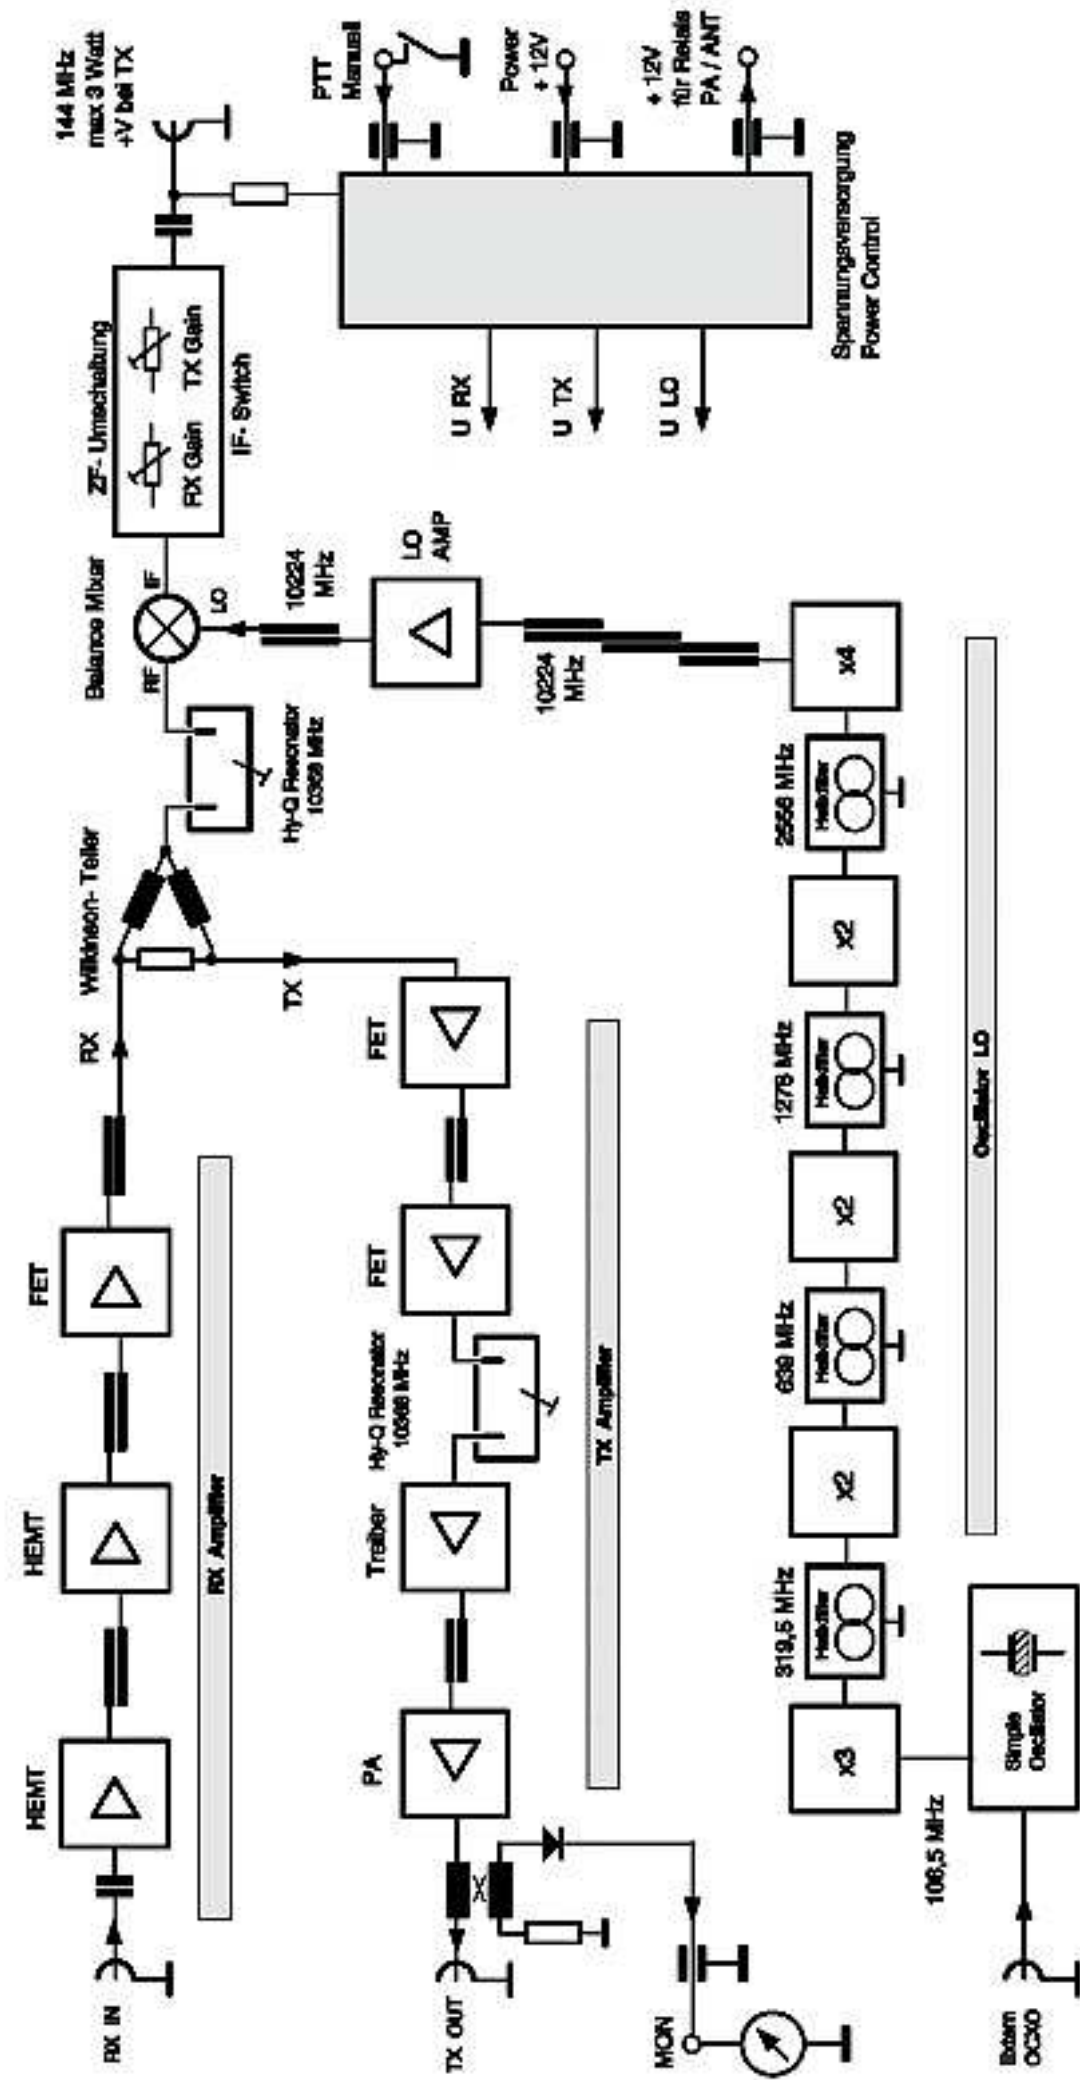 RX IN
HEMT
HEMT
FET
RX
Wilkinson- Teiler
Hy-Q Resonator
10368 MHz
Balance Mixer
RF
IF
LO
ZF- Umschaltung
RX Gain
TX Gain
IF- Switch
144 MHz
max 3 Watt
+V bei TX
RX Amplifier
TX
TX OUT
PA
Treiber
Hy-Q Resonator
10368 MHz
FET
FET
TX Amplifier
MON
10224
MHz
LO
AMP
10224
MHz
U RX
U TX
U LO
PTT
Manuell
Power
+ 12V
+ 12V
für Relais
PA / ANT
Spannungsversorgung
Power Control
x3
319,5 MHz
Helixfilter
x2
639 MHz
Helixfilter
x2
1278 MHz
Helixfilter
x2
2556 MHz
Helixfilter
x4
Oscillator LO
106,5 MHz
Simple
Oscillator
Extern
OCXO